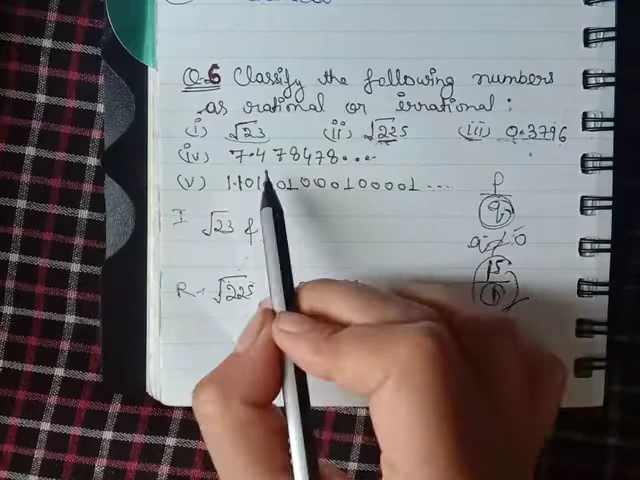 Q.6 Classify the following numbers
as rational or irrational :
(i) √23 (ii) √225 (iii) 0.3796
(iv) 7.478478....
(v) 1.101001000100001...
I √23 &
R → √225
p
q
q ≠ 0
15